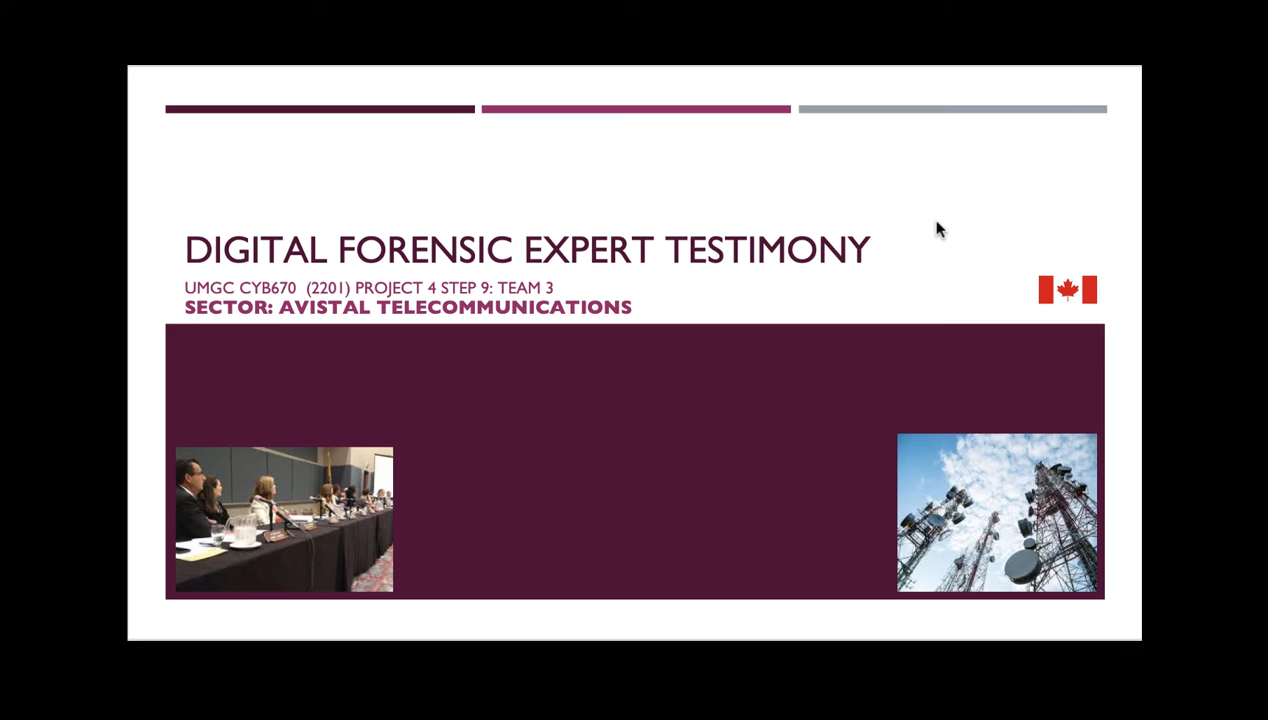 DIGITAL FORENSIC EXPERT TESTIMONY
UMGC CYB670 (2201) PROJECT 4 STEP 9: TEAM 3
SECTOR: AVISTAL TELECOMMUNICATIONS